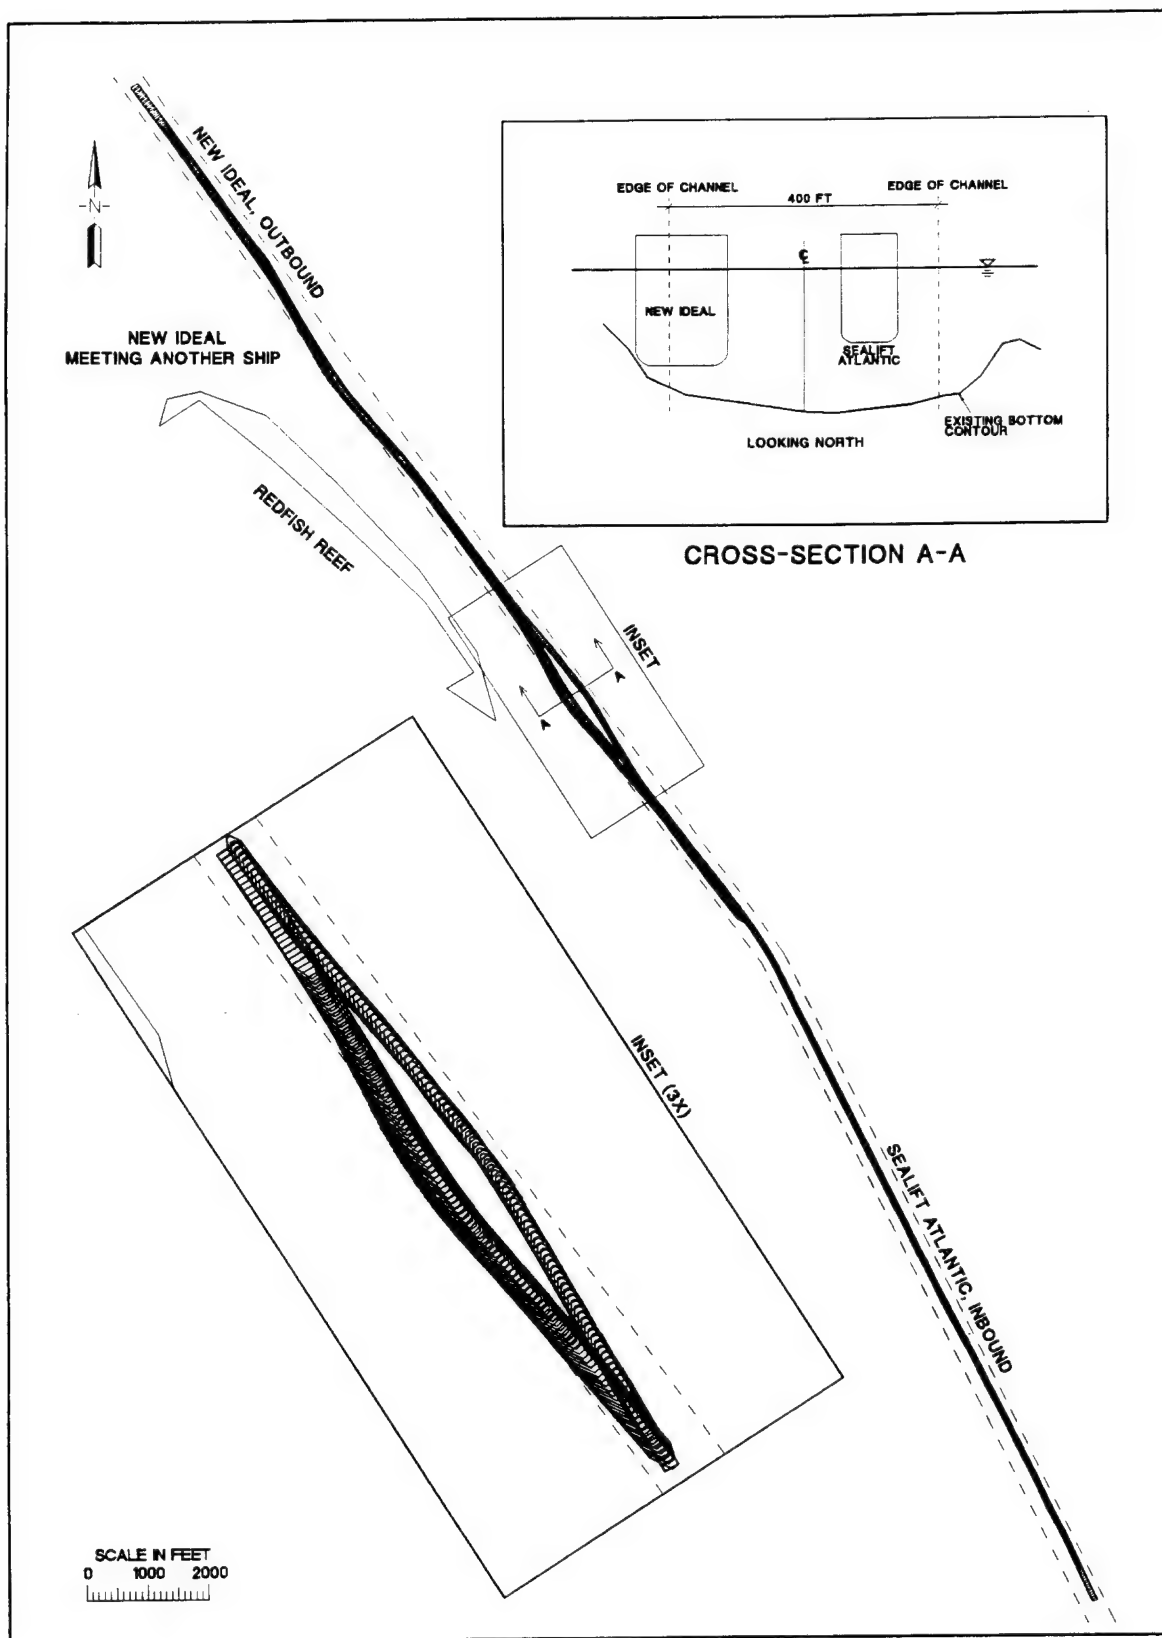 NEW IDEAL, OUTBOUND
-N-
NEW IDEAL
MEETING ANOTHER SHIP
REDFISH REEF
EDGE OF CHANNEL
EDGE OF CHANNEL
400 FT
℄
NEW IDEAL
SEALIFT
ATLANTIC
EXISTING BOTTOM
CONTOUR
LOOKING NORTH
CROSS-SECTION A-A
INSET
A
A
INSET (3X)
SEALIFT ATLANTIC, INBOUND
SCALE IN FEET
0 1000 2000